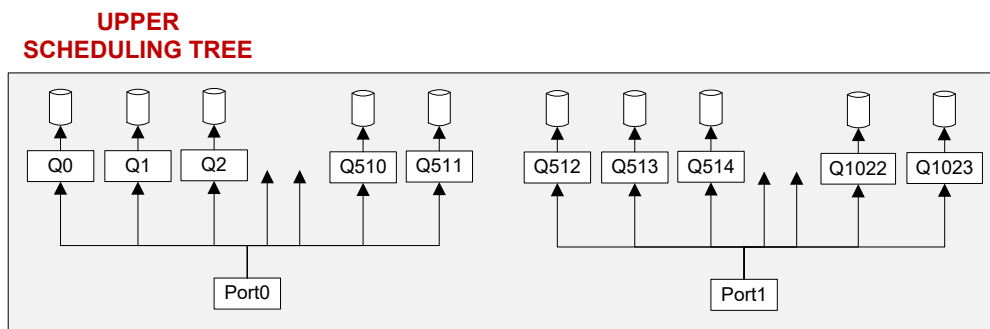 UPPER
SCHEDULING TREE
Q0 Q1 Q2 Q510 Q511 Q512 Q513 Q514 Q1022 Q1023
Port0 Port1